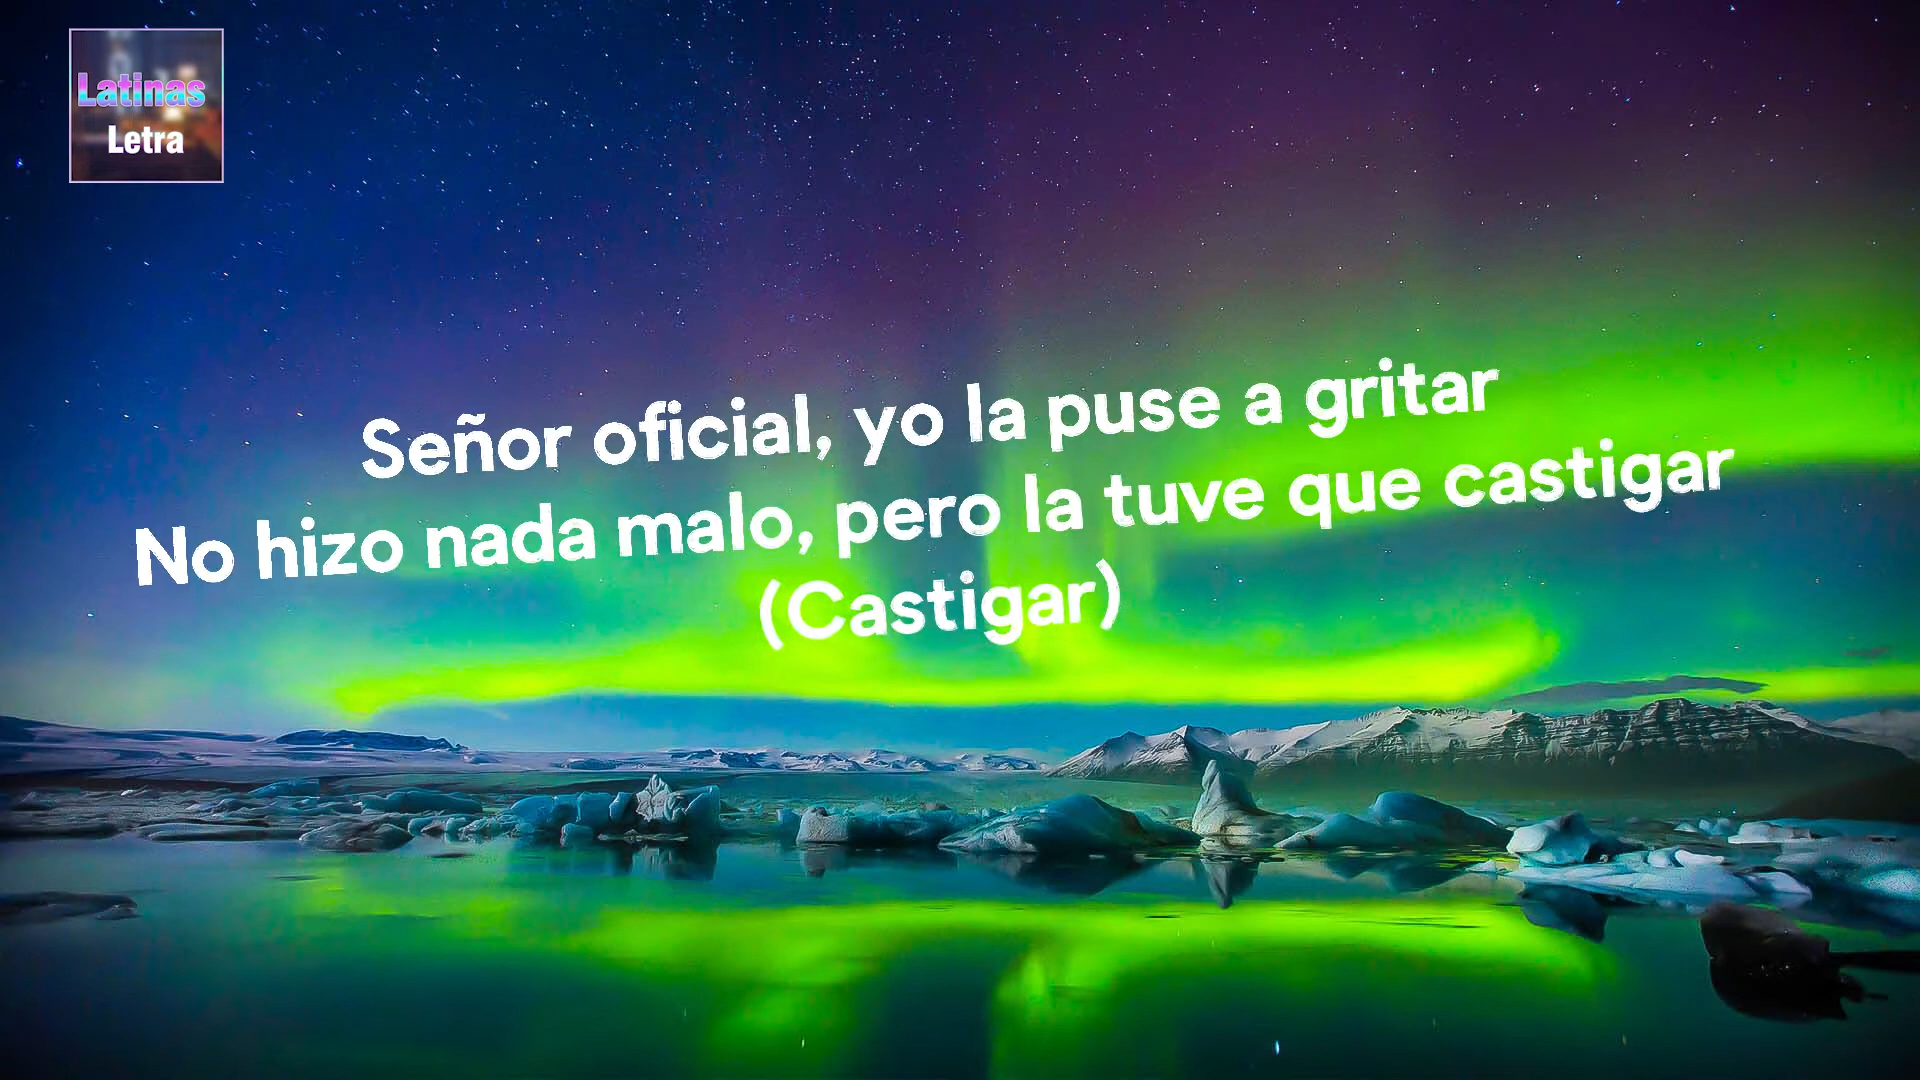 Latinas
Letra
Señor oficial, yo la puse a gritar
No hizo nada malo, pero la tuve que castigar
(Castigar)